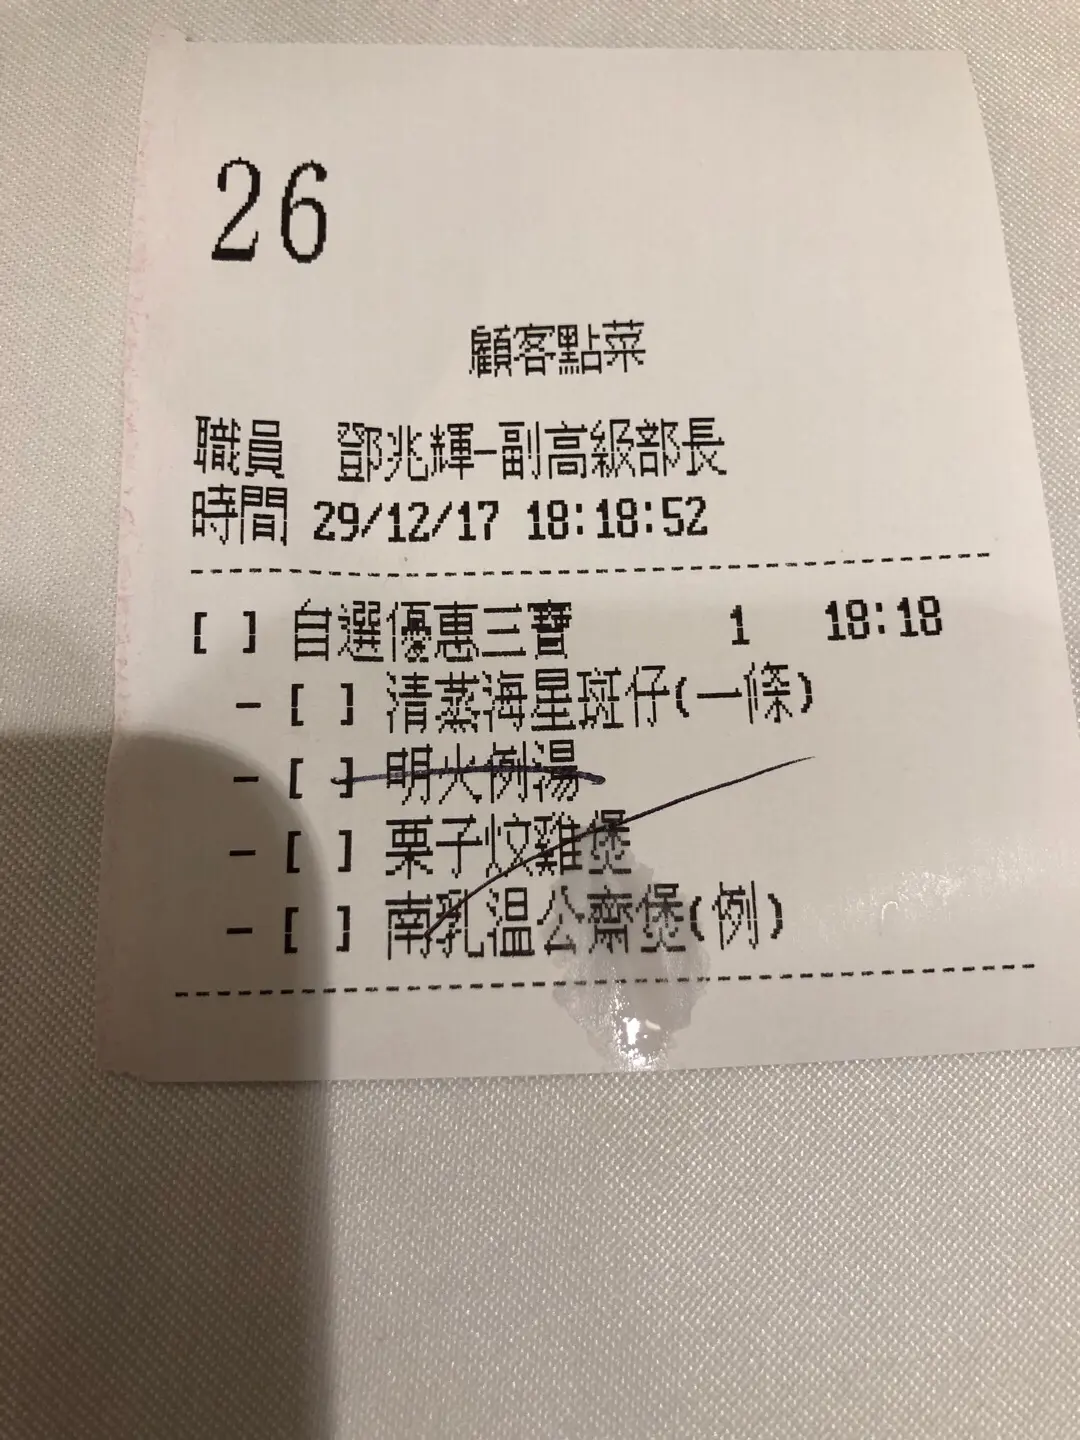 26
顧客點菜
職員 鄧兆輝-副高級部長
時間 29/12/17 18:18:52
[ ] 自選優惠三寶 1 18:18
- [ ] 清蒸海星斑仔(一條)
- [ ] 明火例湯
- [ ] 栗子炆雞煲
- [ ] 南乳温公齋煲(例)